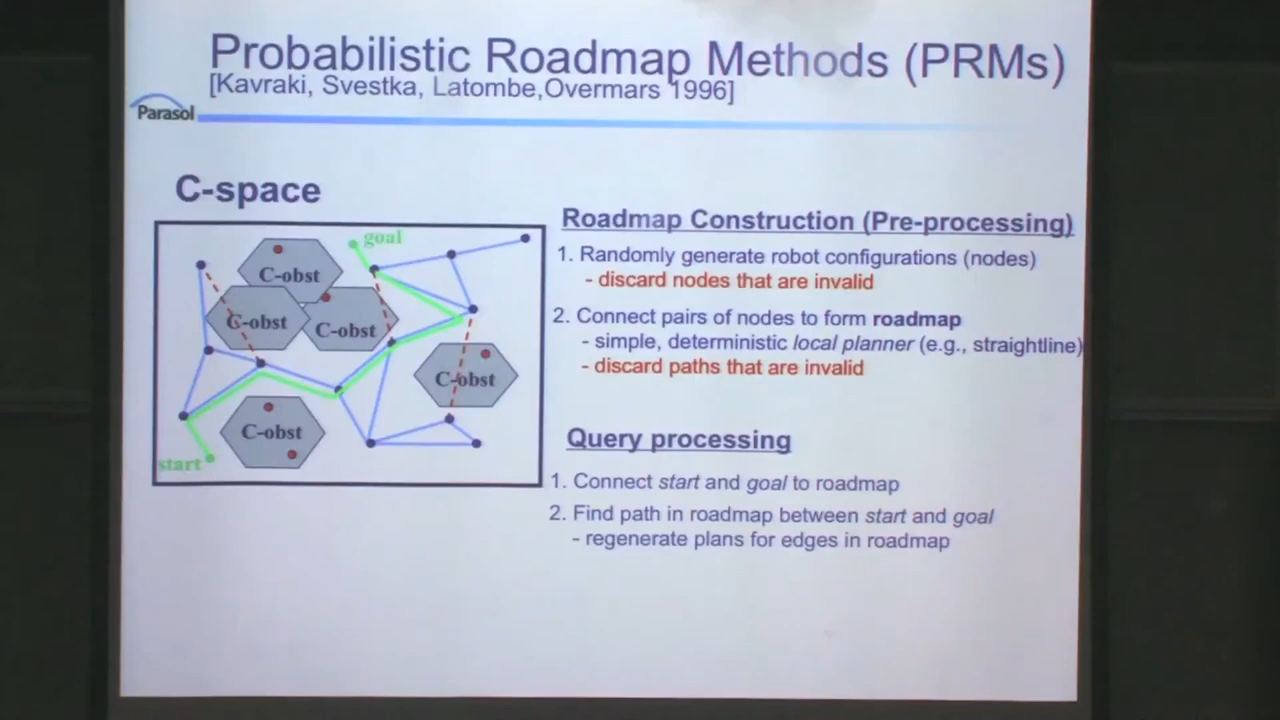 Probabilistic Roadmap Methods (PRMs)
[Kavraki, Svestka, Latombe,Overmars 1996]
Parasol
C-space
goal
C-obst
C-obst
C-obst
C-obst
C-obst
start
Roadmap Construction (Pre-processing)
1. Randomly generate robot configurations (nodes)
- discard nodes that are invalid
2. Connect pairs of nodes to form roadmap
- simple, deterministic local planner (e.g., straightline)
- discard paths that are invalid
Query processing
1. Connect start and goal to roadmap
2. Find path in roadmap between start and goal
- regenerate plans for edges in roadmap